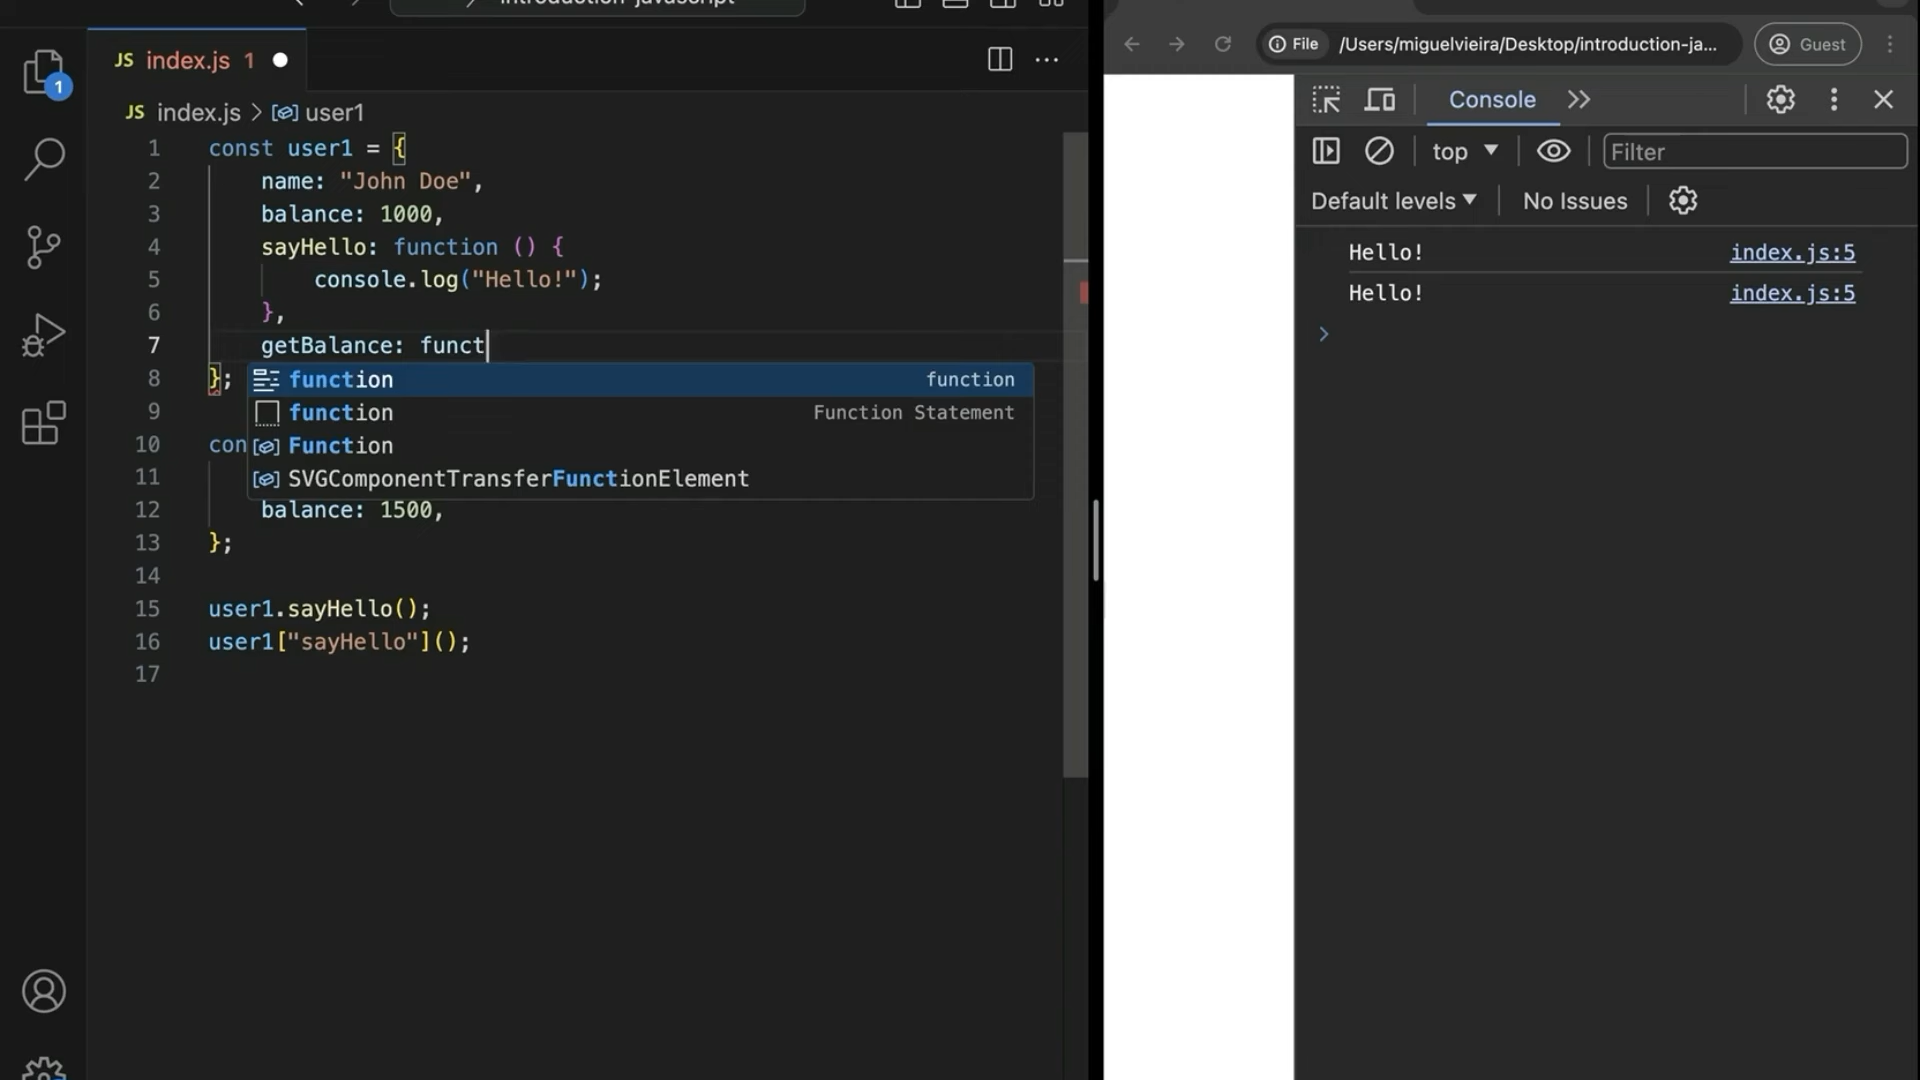 introduction-javascript
JS index.js 1
JS index.js > user1
1 const user1 = {
2     name: "John Doe",
3     balance: 1000,
4     sayHello: function () {
5         console.log("Hello!");
6     },
7     getBalance: funct
8 };
function function
function Function Statement
Function
SVGComponentTransferFunctionElement
9
10 con
11
12     balance: 1500,
13 };
14
15 user1.sayHello();
16 user1["sayHello"]();
17
1
File /Users/miguelvieira/Desktop/introduction-ja... Guest
Console
top Filter
Default levels No Issues
Hello! index.js:5
Hello! index.js:5